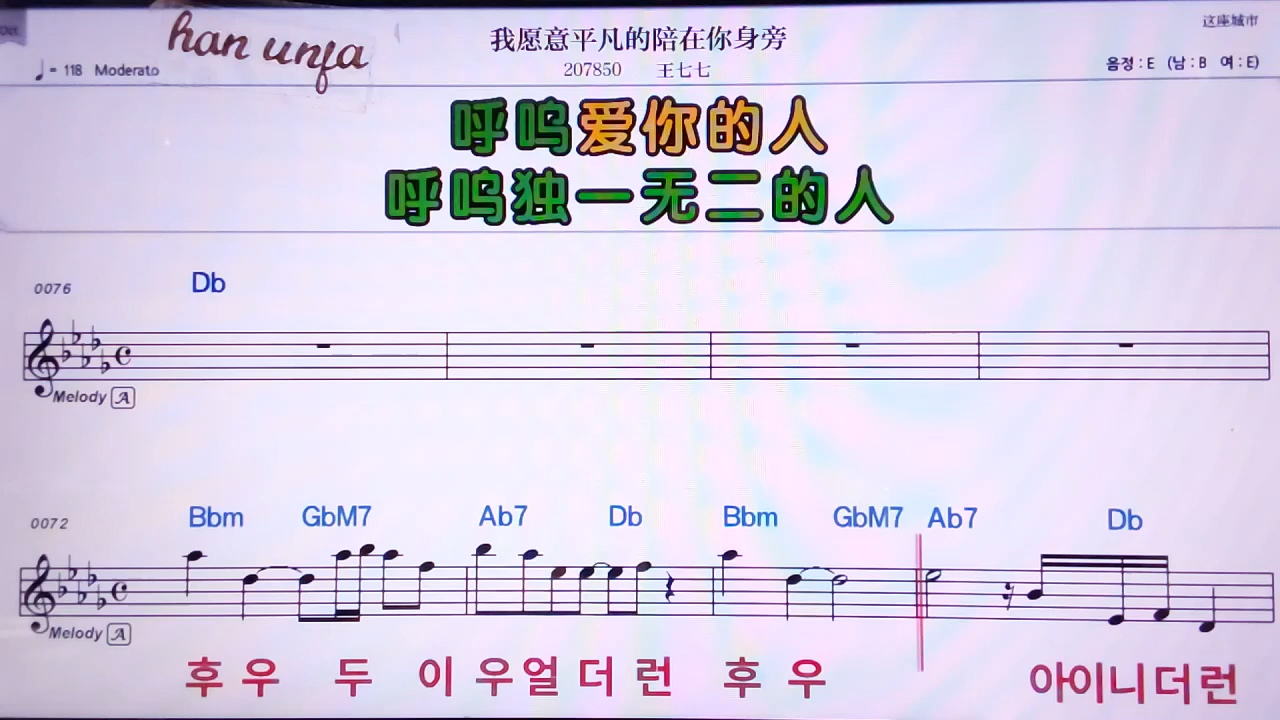 han unfa
我愿意平凡的陪在你身旁
这座城市
♩= 118 Moderato
207850 王七七
음정 : E (남 : B 여 : E)
呼呜爱你的人
呼呜独一无二的人
0076
Db
Melody A
0072
Bbm GbM7 Ab7 Db Bbm GbM7 Ab7 Db
Melody A
후 우 두 이 우 얼 더 런 후 우 아 이 니 더 런